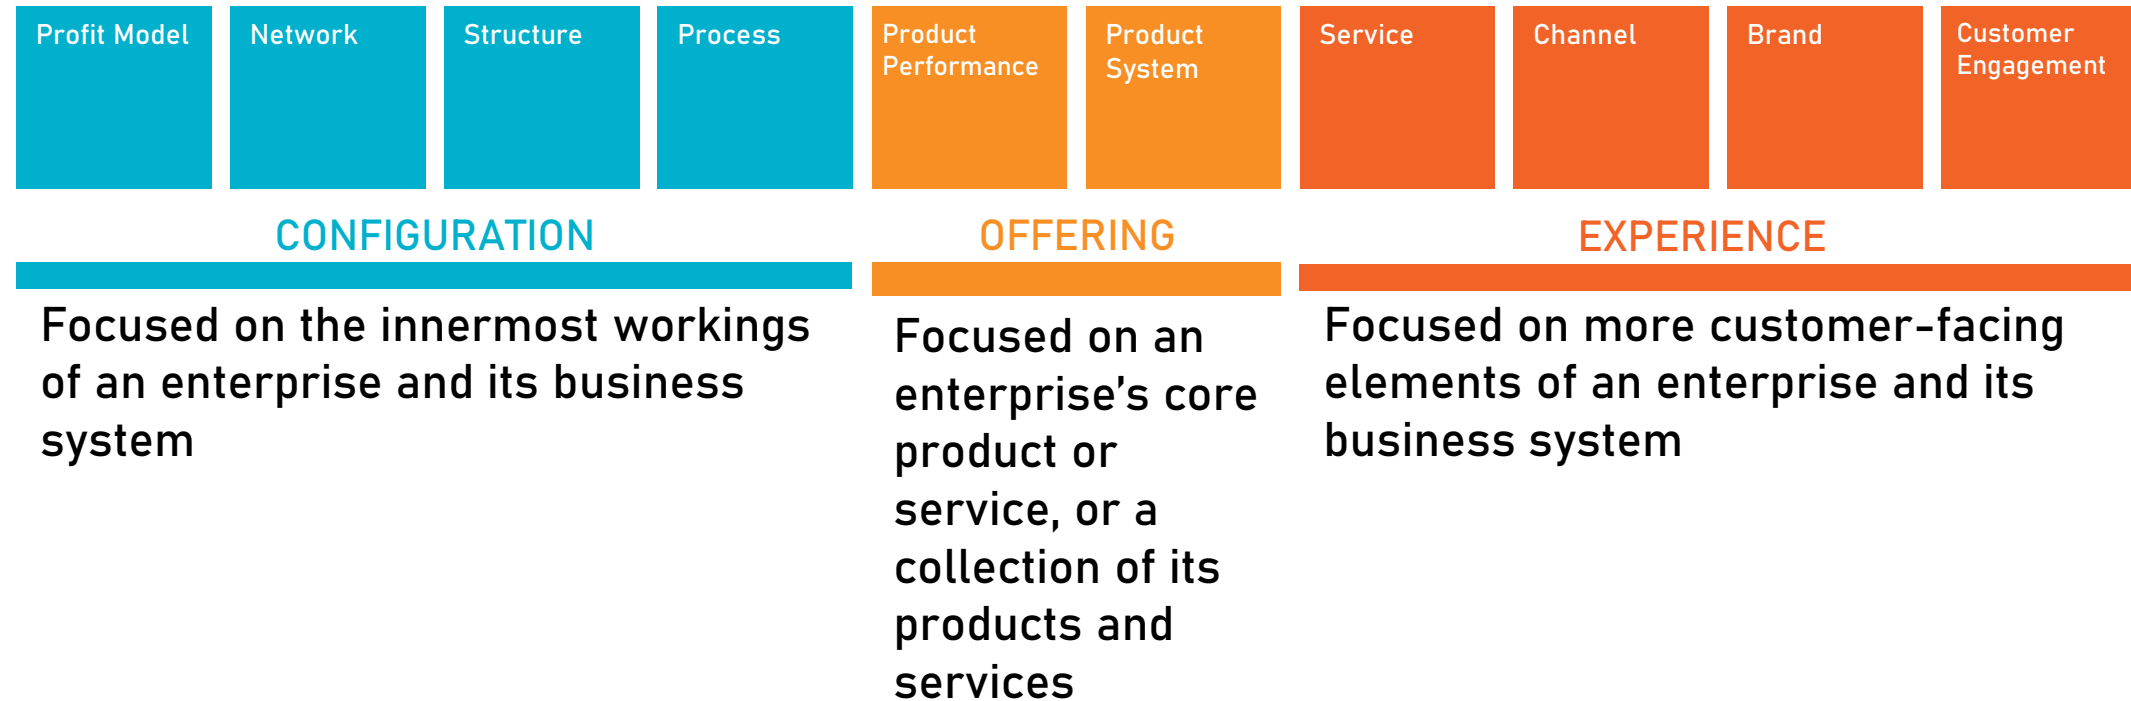 Profit Model
Network
Structure
Process
Product
Performance
Product
System
Service
Channel
Brand
Customer
Engagement
CONFIGURATION
OFFERING
EXPERIENCE
Focused on the innermost workings
of an enterprise and its business
system
Focused on an
enterprise’s core
product or
service, or a
collection of its
products and
services
Focused on more customer-facing
elements of an enterprise and its
business system